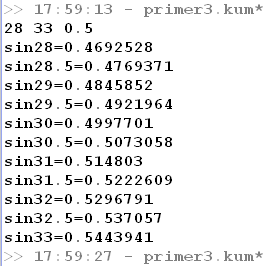 >> 17:59:13 - primer3.kum*
28 33 0.5
sin28=0.4692528
sin28.5=0.4769371
sin29=0.4845852
sin29.5=0.4921964
sin30=0.4997701
sin30.5=0.5073058
sin31=0.514803
sin31.5=0.5222609
sin32=0.5296791
sin32.5=0.537057
sin33=0.5443941
>> 17:59:27 - primer3.kum*